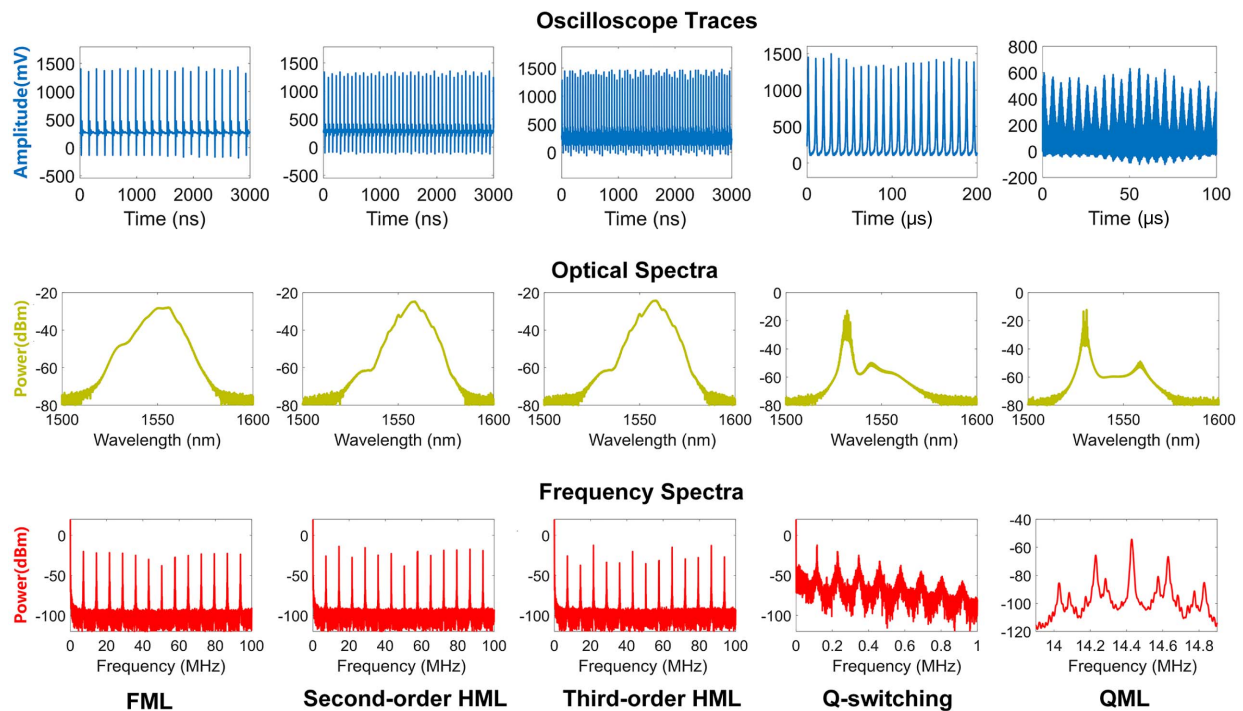 Oscilloscope Traces
Amplitude(mV)
1500
1000
500
0
-500
0 1000 2000 3000
Time (ns)
1500
1000
500
0
-500
0 1000 2000 3000
Time (ns)
1500
1000
500
0
0 1000 2000 3000
Time (ns)
1500
1000
500
0
0 50 100 150 200
Time (µs)
800
600
400
200
0
-200
0 50 100
Time (µs)
Optical Spectra
Power(dBm)
-20
-40
-60
-80
1500 1550 1600
Wavelength (nm)
-20
-40
-60
-80
1500 1550 1600
Wavelength (nm)
-20
-40
-60
-80
1500 1550 1600
Wavelength (nm)
0
-20
-40
-60
-80
1500 1550 1600
Wavelength (nm)
0
-20
-40
-60
-80
1500 1550 1600
Wavelength (nm)
Frequency Spectra
Power(dBm)
0
-50
-100
0 20 40 60 80 100
Frequency (MHz)
0
-50
-100
0 20 40 60 80 100
Frequency (MHz)
0
-50
-100
0 20 40 60 80 100
Frequency (MHz)
0
-50
-100
0 0.2 0.4 0.6 0.8 1
Frequency (MHz)
-40
-60
-80
-100
-120
14 14.2 14.4 14.6 14.8
Frequency (MHz)
FML Second-order HML Third-order HML Q-switching QML